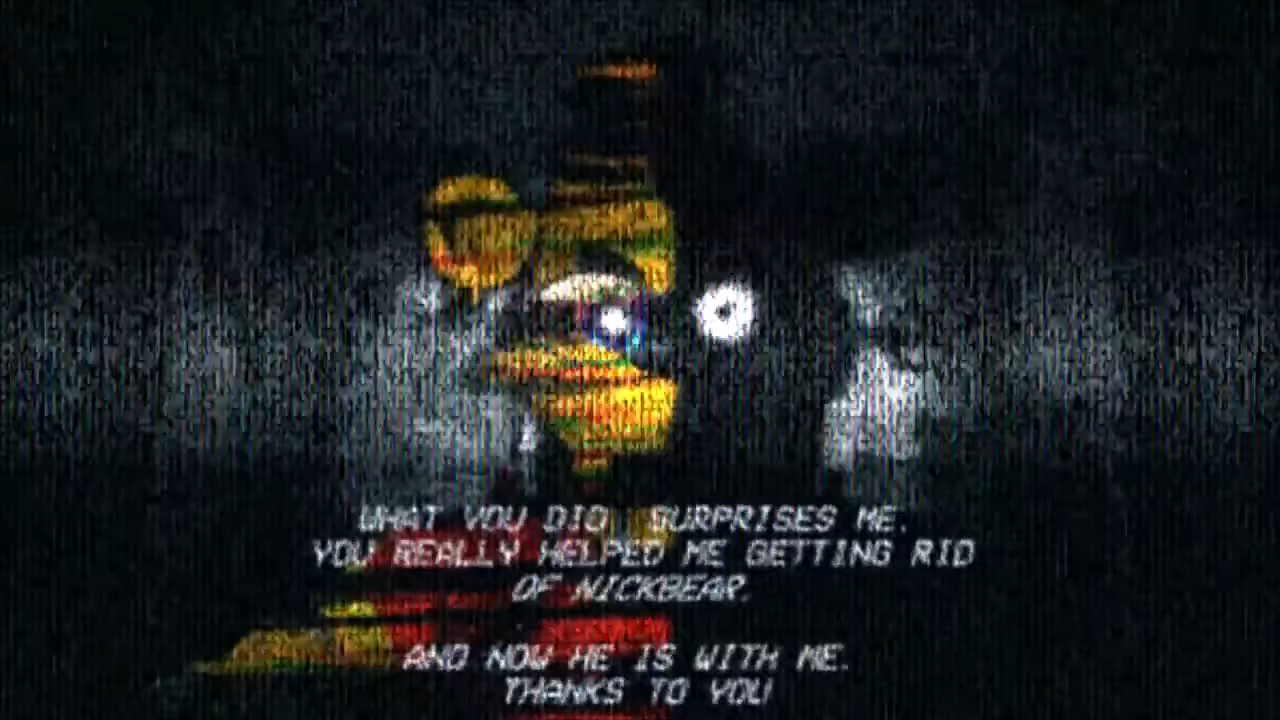 WHAT YOU DID SURPRISES ME.
YOU REALLY HELPED ME GETTING RID
OF NICKBEAR.
AND NOW HE IS WITH ME.
THANKS TO YOU